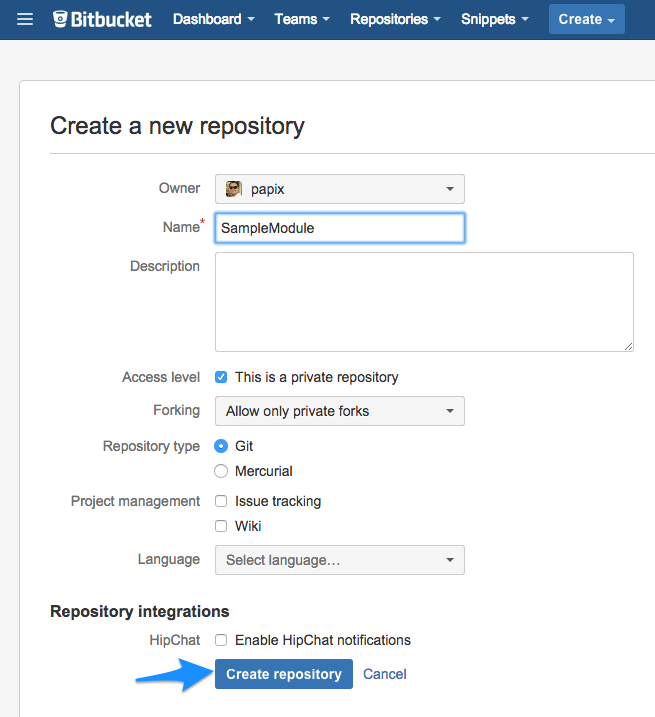 Bitbucket Dashboard Teams Repositories Snippets Create
Create a new repository
Owner papix
Name* SampleModule
Description
Access level This is a private repository
Forking Allow only private forks
Repository type Git
Mercurial
Project management Issue tracking
Wiki
Language Select language…
Repository integrations
HipChat Enable HipChat notifications
Create repository Cancel